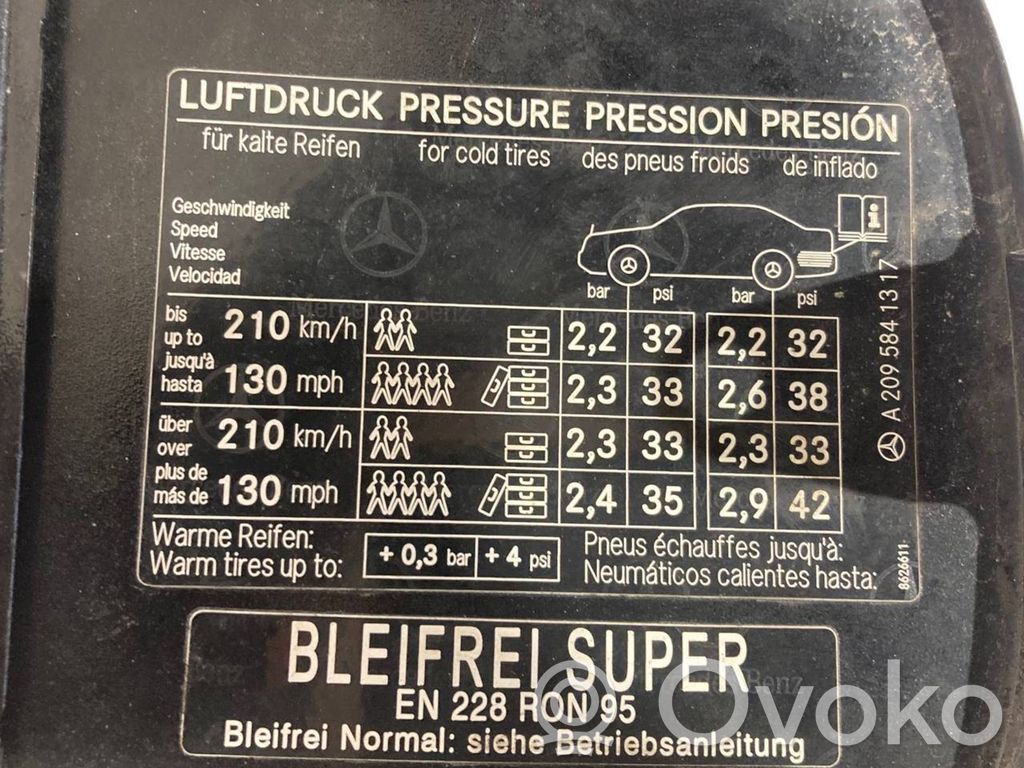 LUFTDRUCK PRESSURE PRESSION PRESIÓN
für kalte Reifen for cold tires des pneus froids de inflado
Geschwindigkeit
Speed
Vitesse
Velocidad
i
bar psi bar psi
bis
up to
jusqu'à
hasta
210 km/h
130 mph
2,2 32 2,2 32
2,3 33 2,6 38
über
over
plus de
más de
210 km/h
130 mph
2,3 33 2,3 33
2,4 35 2,9 42
Warme Reifen:
Warm tires up to:
+ 0,3 bar + 4 psi
Pneus échauffes jusqu'à:
Neumáticos calientes hasta:
A 209 584 13 17
8626611
BLEIFREI SUPER
EN 228 RON 95
Bleifrei Normal: siehe Betriebsanleitung
Mercedes-Benz
© Ovoko